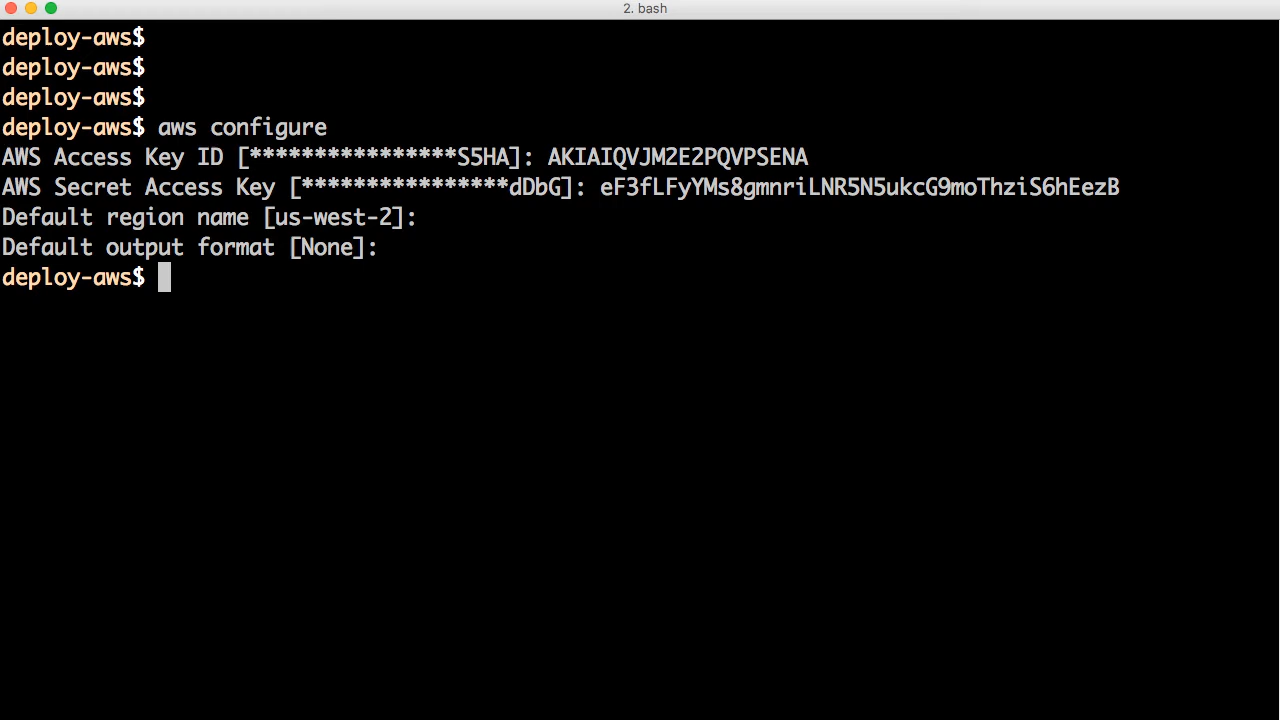 2. bash
deploy-aws$
deploy-aws$
deploy-aws$
deploy-aws$ aws configure
AWS Access Key ID [****************S5HA]: AKIAIQVJM2E2PQVPSENA
AWS Secret Access Key [****************dDbG]: 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
Default region name [us-west-2]:
Default output format [None]:
deploy-aws$